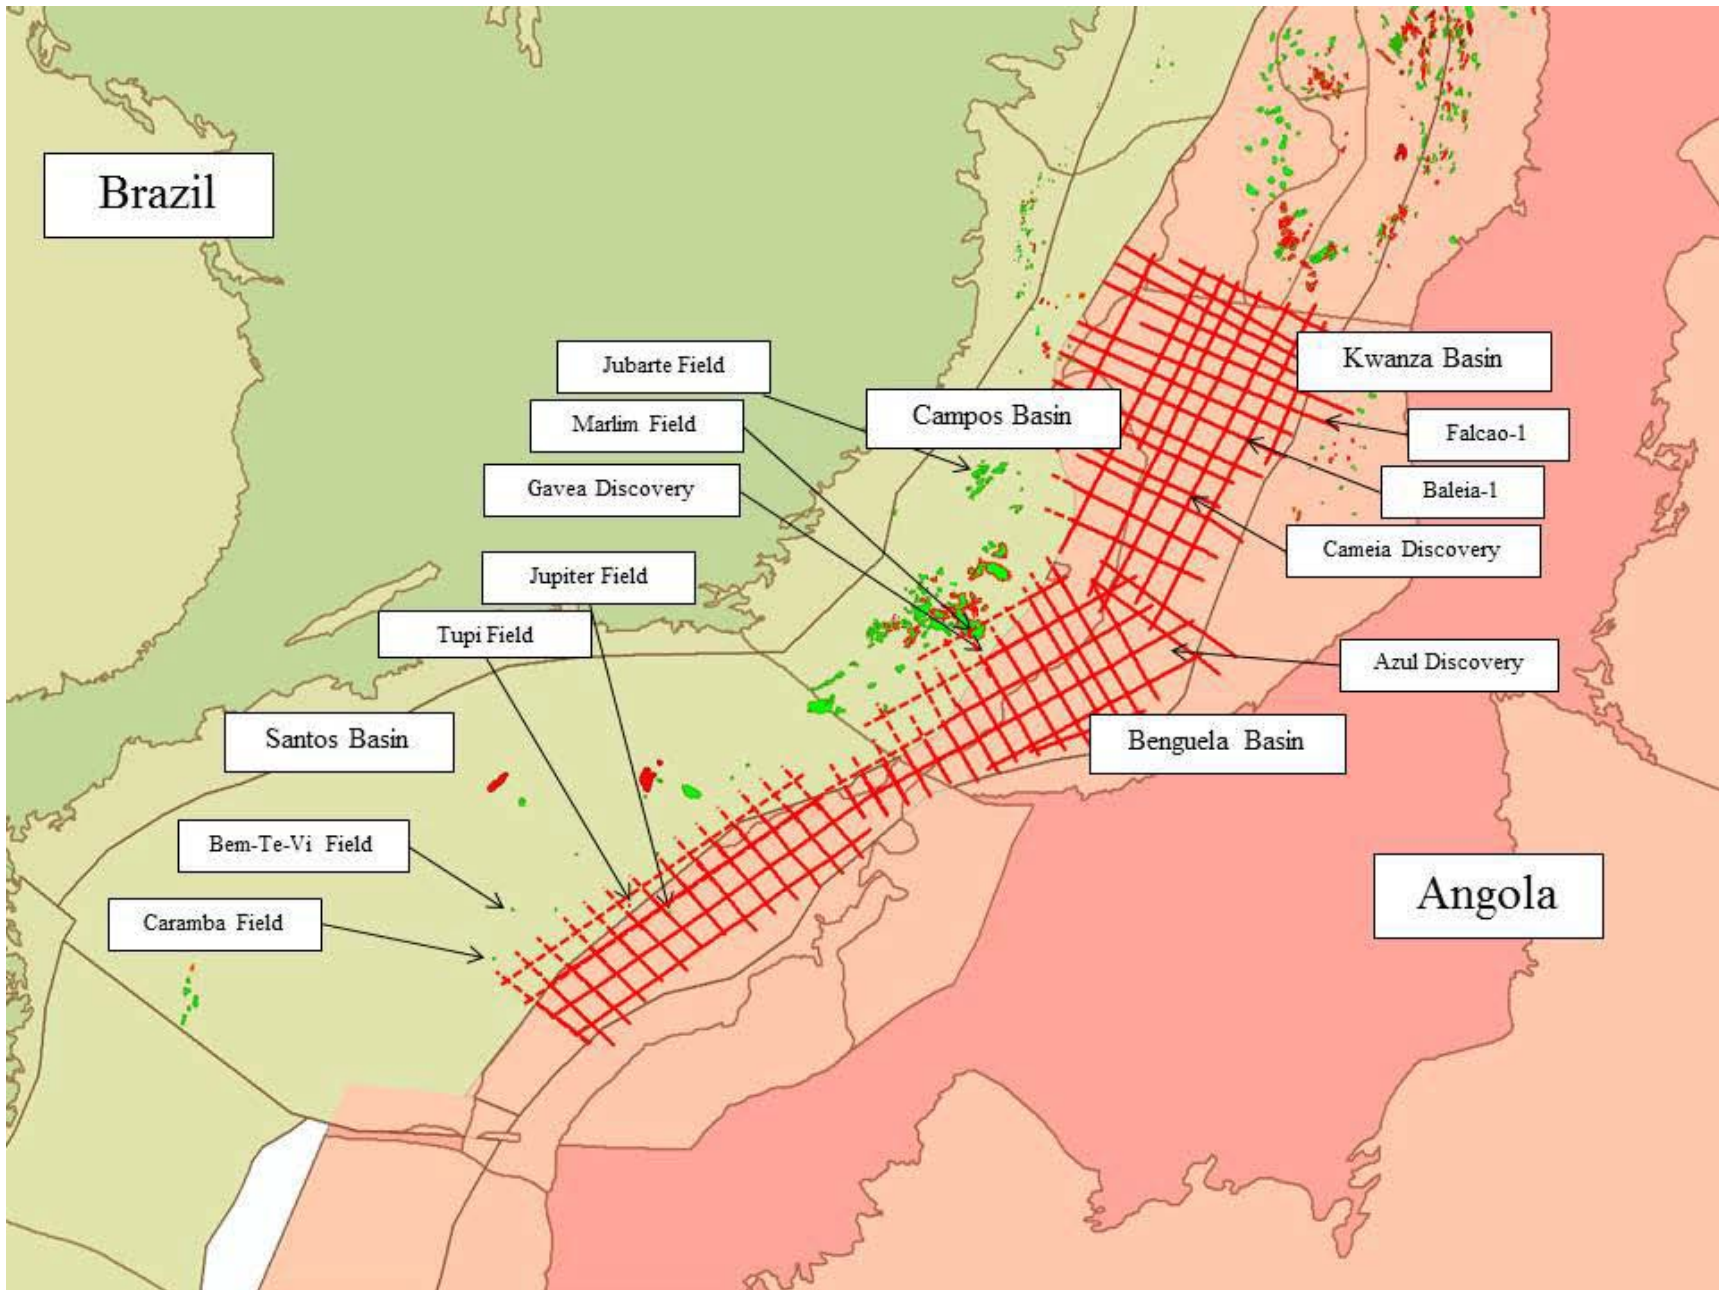 Brazil
Jubarte Field
Kwanza Basin
Marlim Field
Campos Basin
Falcao-1
Gavea Discovery
Baleia-1
Cameia Discovery
Jupiter Field
Tupi Field
Azul Discovery
Santos Basin
Benguela Basin
Bem-Te-Vi Field
Angola
Caramba Field